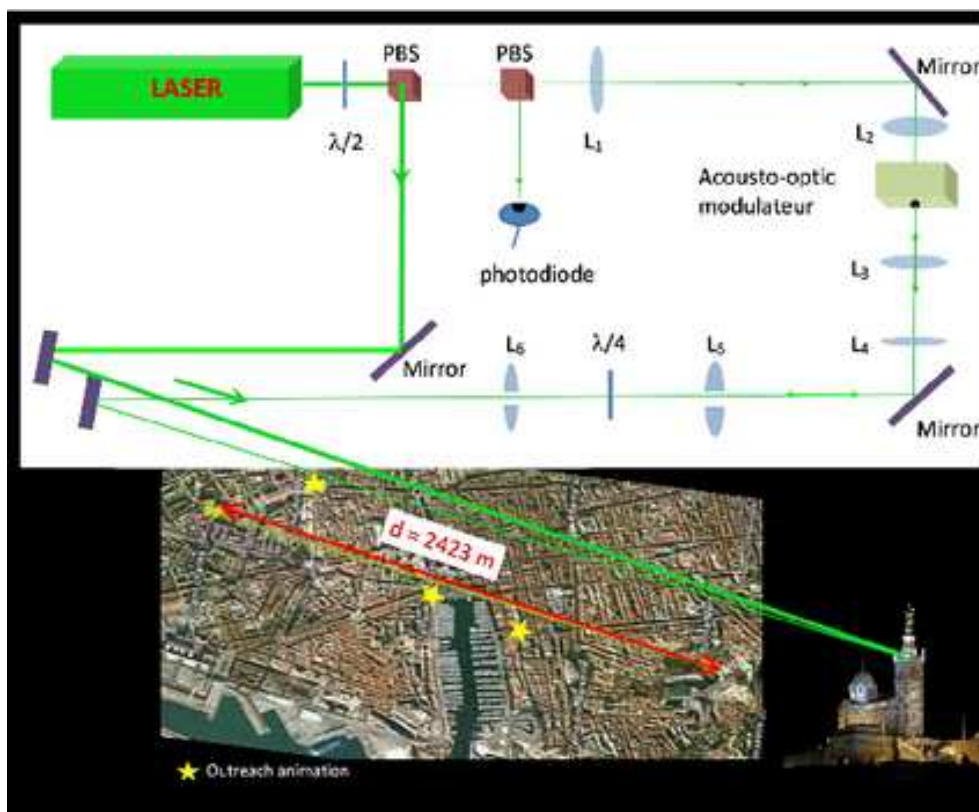 PBS
PBS
LASER
Mirror
λ/2
L₁
L₂
Acousto-optic
modulateur
photodiode
L₃
L₆
λ/4
L₅
L₄
Mirror
Mirror
d = 2423 m
Outreach animation